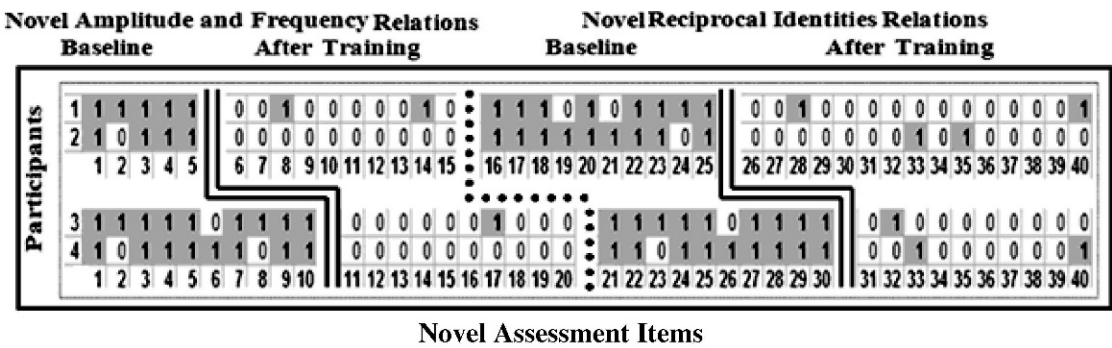 Novel Amplitude and Frequency Relations Novel Reciprocal Identities Relations
Baseline After Training Baseline After Training
Participants
1 1 1 1 1 1 0 0 1 0 0 0 0 0 1 0 1 1 1 0 1 0 1 1 1 1 0 0 1 0 0 0 0 0 0 0 0 0 0 0 1
2 1 0 1 1 1 0 0 0 0 0 0 0 0 0 0 1 1 1 1 1 1 1 1 0 1 0 0 0 0 0 0 0 1 0 1 0 0 0 0 0
1 2 3 4 5 6 7 8 9 10 11 12 13 14 15 16 17 18 19 20 21 22 23 24 25 26 27 28 29 30 31 32 33 34 35 36 37 38 39 40
3 1 1 1 1 1 0 1 1 1 1 0 0 0 0 0 0 1 0 0 0 1 1 1 1 1 0 1 1 1 1 0 1 0 0 0 0 0 0 0 0
4 1 0 1 1 1 1 1 0 1 1 0 0 0 0 0 0 0 0 0 0 1 1 0 1 1 1 1 1 1 1 0 0 1 0 0 0 0 0 0 1
1 2 3 4 5 6 7 8 9 10 11 12 13 14 15 16 17 18 19 20 21 22 23 24 25 26 27 28 29 30 31 32 33 34 35 36 37 38 39 40
Novel Assessment Items